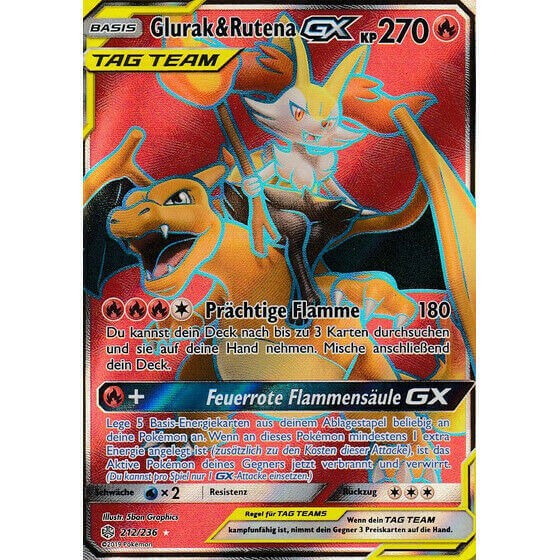 BASIS Glurak&Rutena GX KP270
TAG TEAM
Prächtige Flamme 180
Du kannst dein Deck nach bis zu 3 Karten durchsuchen
und sie auf deine Hand nehmen. Mische anschließend
dein Deck.
+ Feuerrote Flammensäule GX
Lege 5 Basis-Energiekarten aus deinem Ablagestapel beliebig an
deine Pokémon an. Wenn an dieses Pokémon mindestens 1 extra
Energie angelegt ist (zusätzlich zu den Kosten dieser Attacke), ist
das Aktive Pokémon deines Gegners jetzt verbrannt und verwirrt.
(Du kannst pro Spiel nur 1 GX-Attacke einsetzen.)
Schwäche ×2 Resistenz Rückzug
Illustr. 5ban Graphics
212/236
©2019 Pokémon
Regel für TAG TEAMS
Wenn dein TAG TEAM
kampfunfähig ist, nimmt dein Gegner 3 Preiskarten auf die Hand.